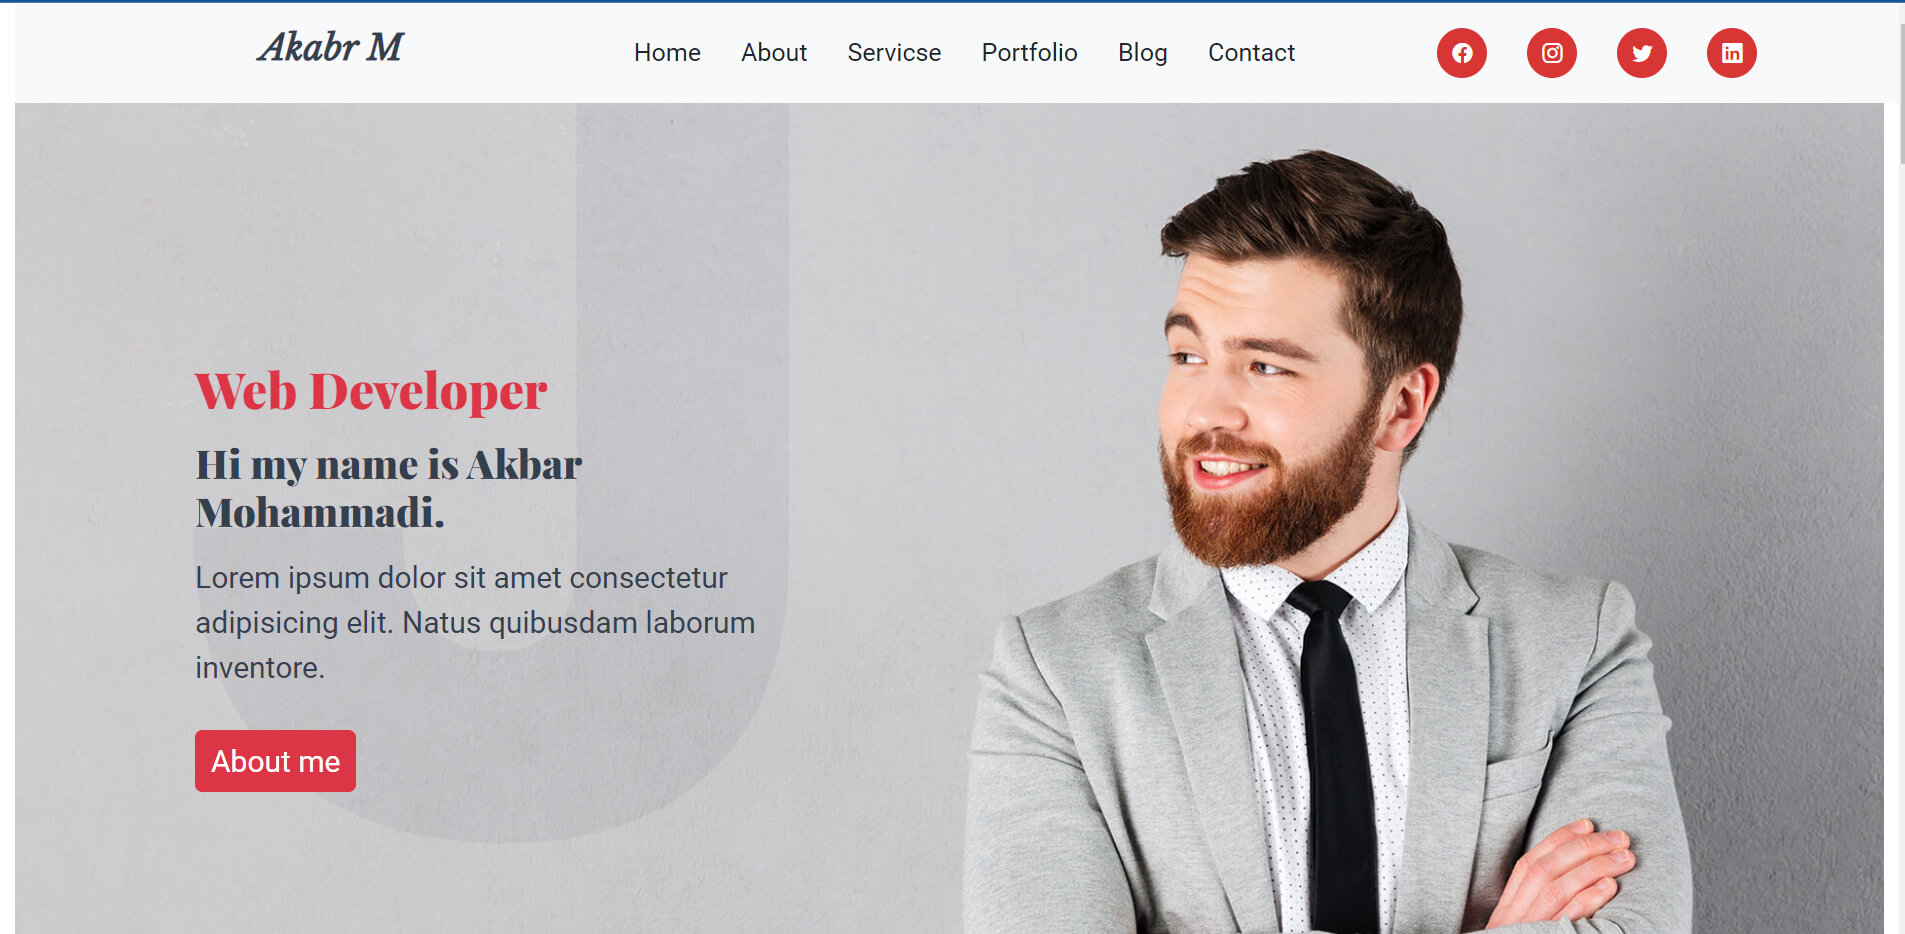 Akabr M
Home About Servicse Portfolio Blog Contact
Web Developer
Hi my name is Akbar
Mohammadi.
Lorem ipsum dolor sit amet consectetur
adipisicing elit. Natus quibusdam laborum
inventore.
About me